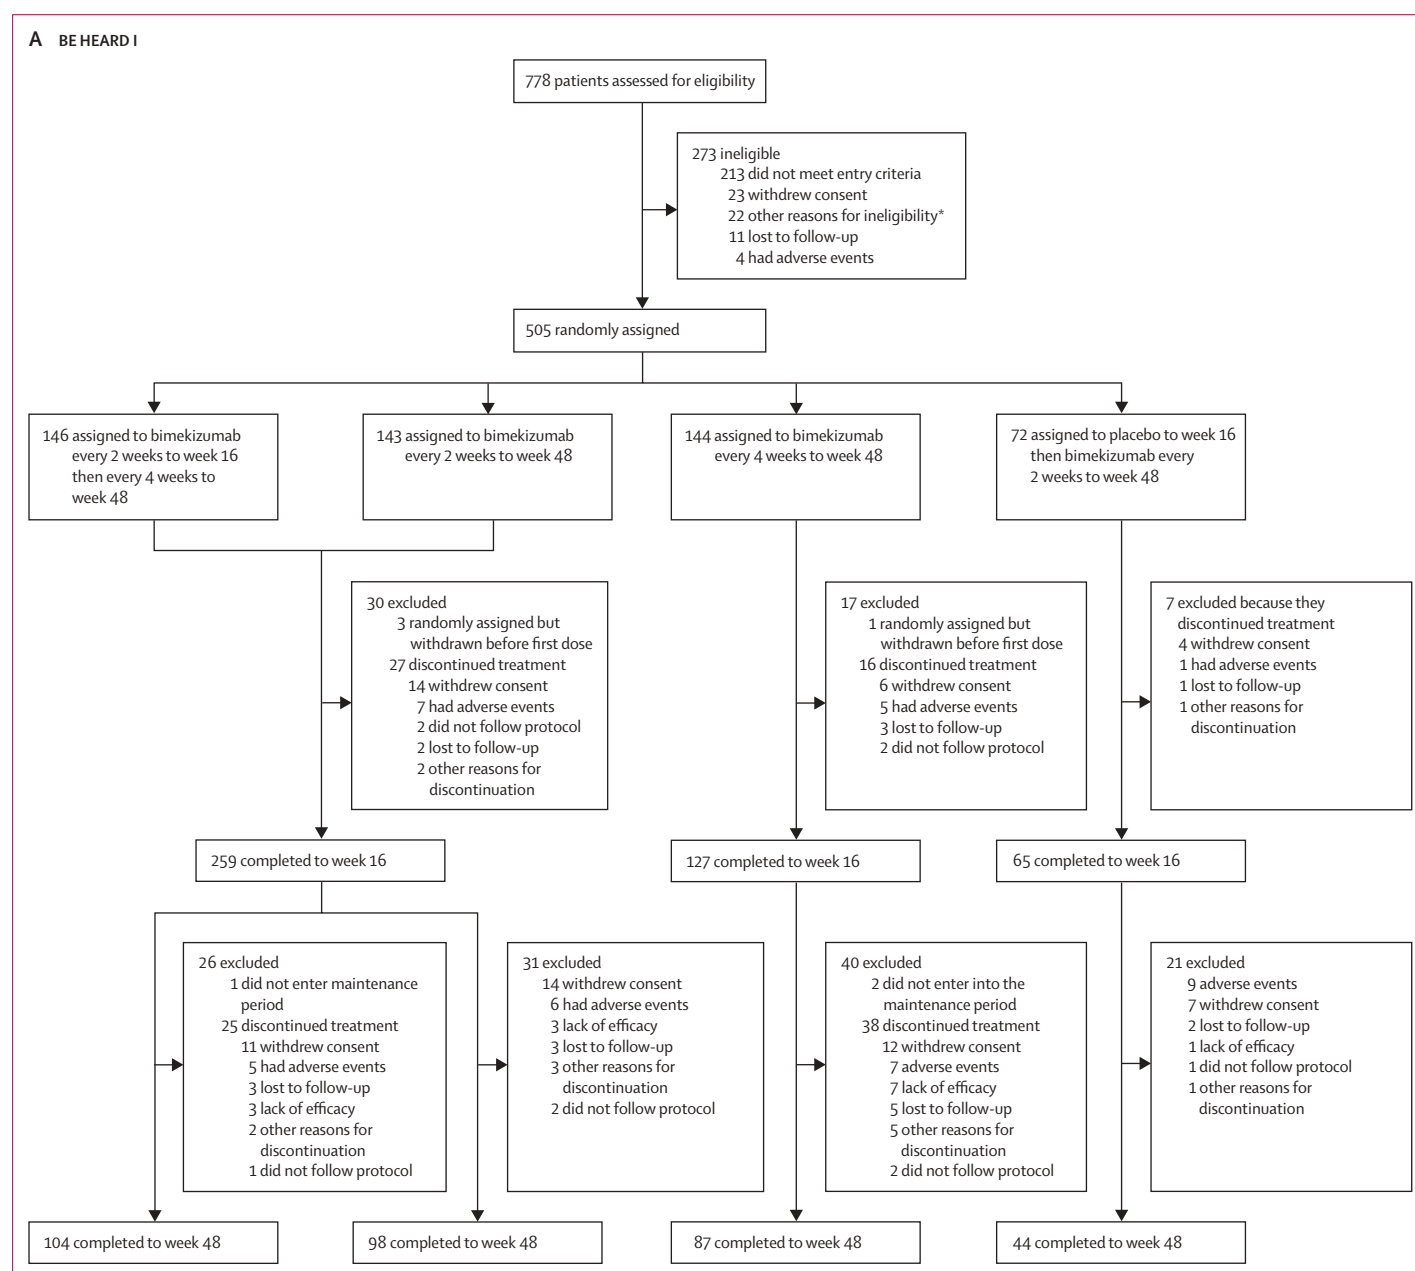 A BE HEARD I
778 patients assessed for eligibility
273 ineligible
213 did not meet entry criteria
23 withdrew consent
22 other reasons for ineligibility*
11 lost to follow-up
4 had adverse events
505 randomly assigned
146 assigned to bimekizumab
every 2 weeks to week 16
then every 4 weeks to
week 48
143 assigned to bimekizumab
every 2 weeks to week 48
144 assigned to bimekizumab
every 4 weeks to week 48
72 assigned to placebo to week 16
then bimekizumab every
2 weeks to week 48
30 excluded
3 randomly assigned but
withdrawn before first dose
27 discontinued treatment
14 withdrew consent
7 had adverse events
2 did not follow protocol
2 lost to follow-up
2 other reasons for
discontinuation
17 excluded
1 randomly assigned but
withdrawn before first dose
16 discontinued treatment
6 withdrew consent
5 had adverse events
3 lost to follow-up
2 did not follow protocol
7 excluded because they
discontinued treatment
4 withdrew consent
1 had adverse events
1 lost to follow-up
1 other reasons for
discontinuation
259 completed to week 16
127 completed to week 16
65 completed to week 16
26 excluded
1 did not enter maintenance
period
25 discontinued treatment
11 withdrew consent
5 had adverse events
3 lost to follow-up
3 lack of efficacy
2 other reasons for
discontinuation
1 did not follow protocol
31 excluded
14 withdrew consent
6 had adverse events
3 lack of efficacy
3 lost to follow-up
3 other reasons for
discontinuation
2 did not follow protocol
40 excluded
2 did not enter into the
maintenance period
38 discontinued treatment
12 withdrew consent
7 adverse events
7 lack of efficacy
5 lost to follow-up
5 other reasons for
discontinuation
2 did not follow protocol
21 excluded
9 adverse events
7 withdrew consent
2 lost to follow-up
1 lack of efficacy
1 did not follow protocol
1 other reasons for
discontinuation
104 completed to week 48
98 completed to week 48
87 completed to week 48
44 completed to week 48